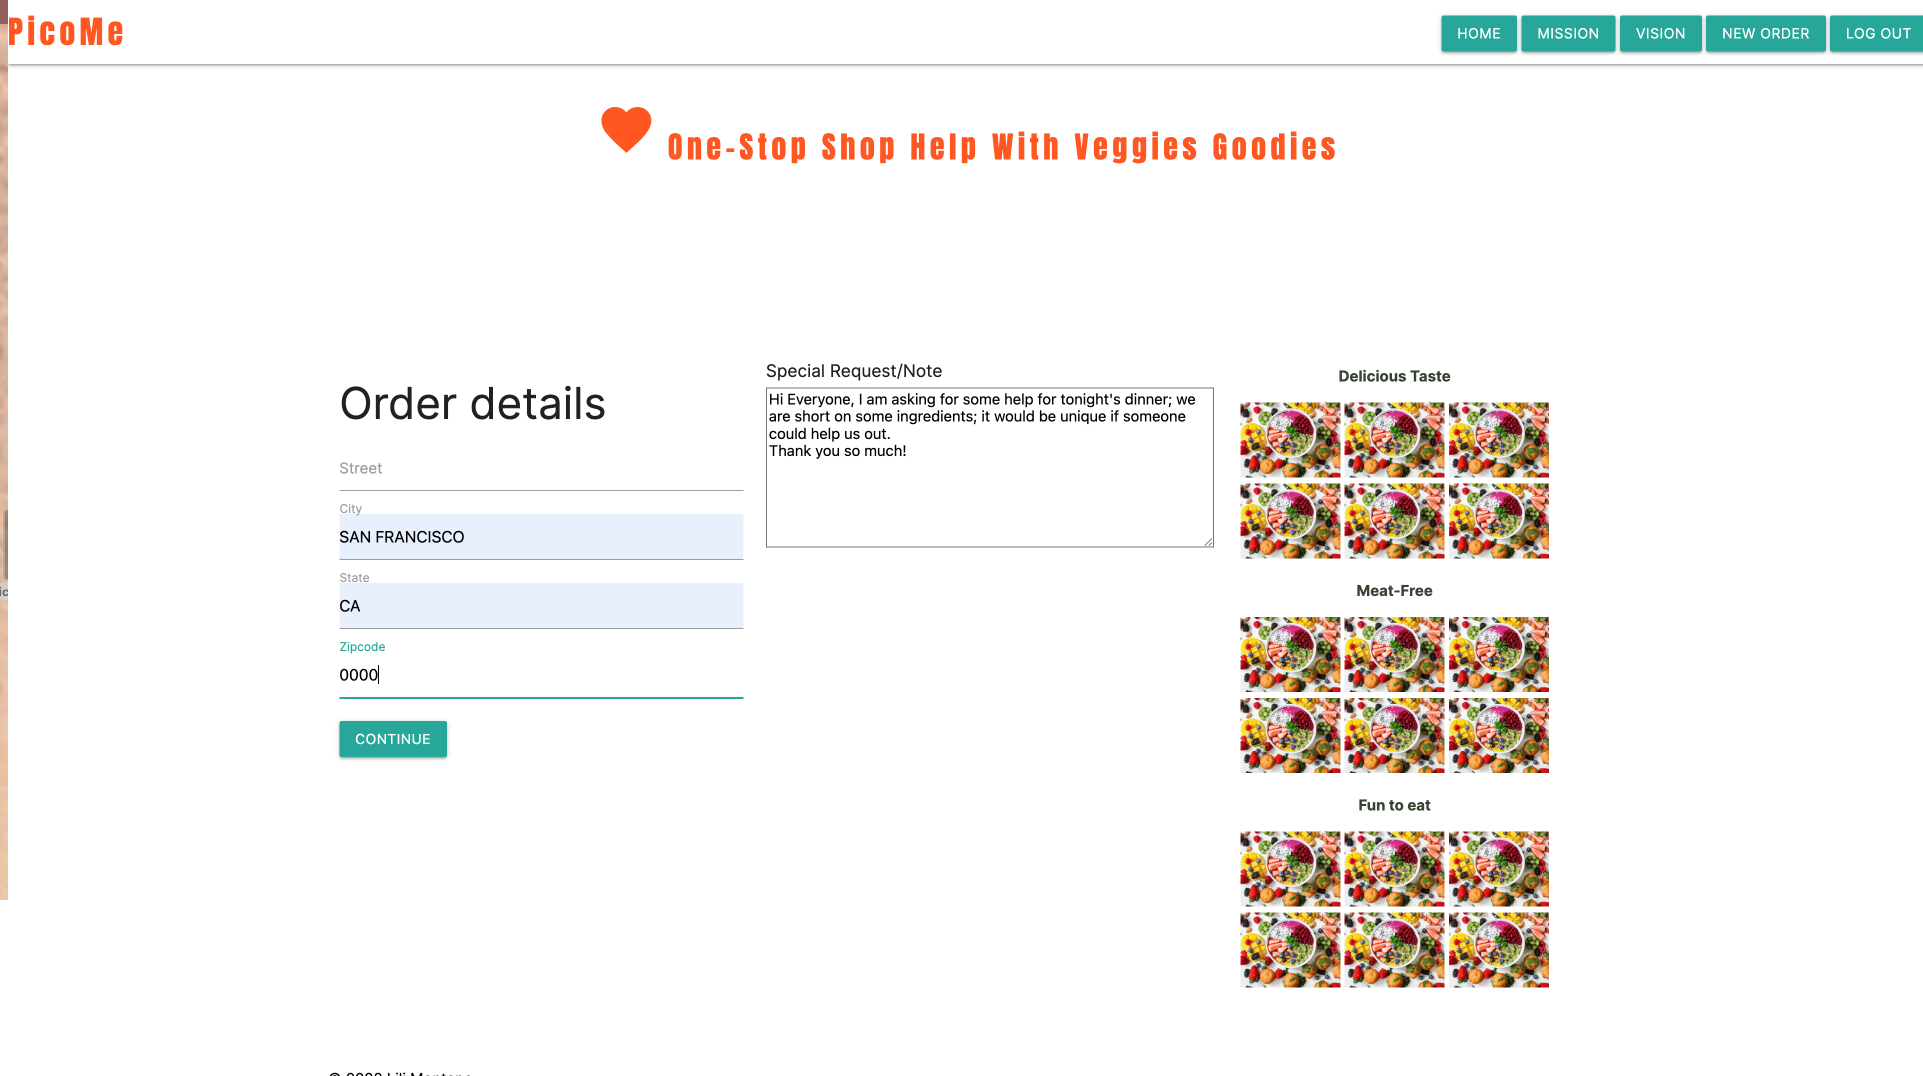 PicoMe
HOME
MISSION
VISION
NEW ORDER
LOG OUT
One-Stop Shop Help With Veggies Goodies
Order details
Street
City
SAN FRANCISCO
State
CA
Zipcode
0000
CONTINUE
Special Request/Note
Hi Everyone, I am asking for some help for tonight's dinner; we
are short on some ingredients; it would be unique if someone
could help us out.
Thank you so much!
Delicious Taste
Meat-Free
Fun to eat